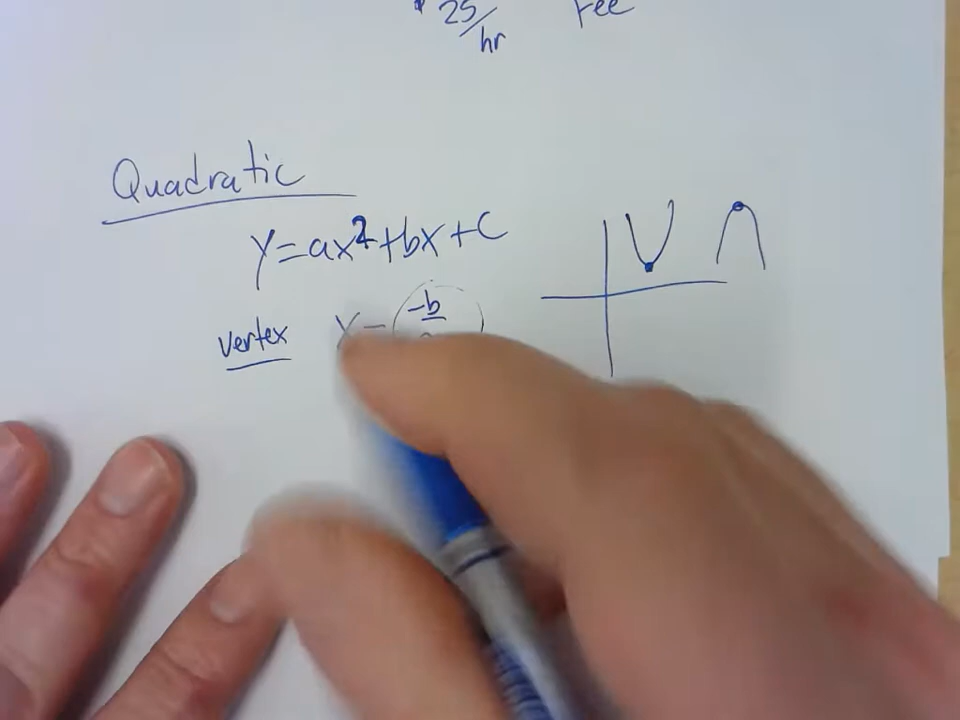 $25/hr Fee
Quadratic
y=ax²+bx+c
vertex x = -b